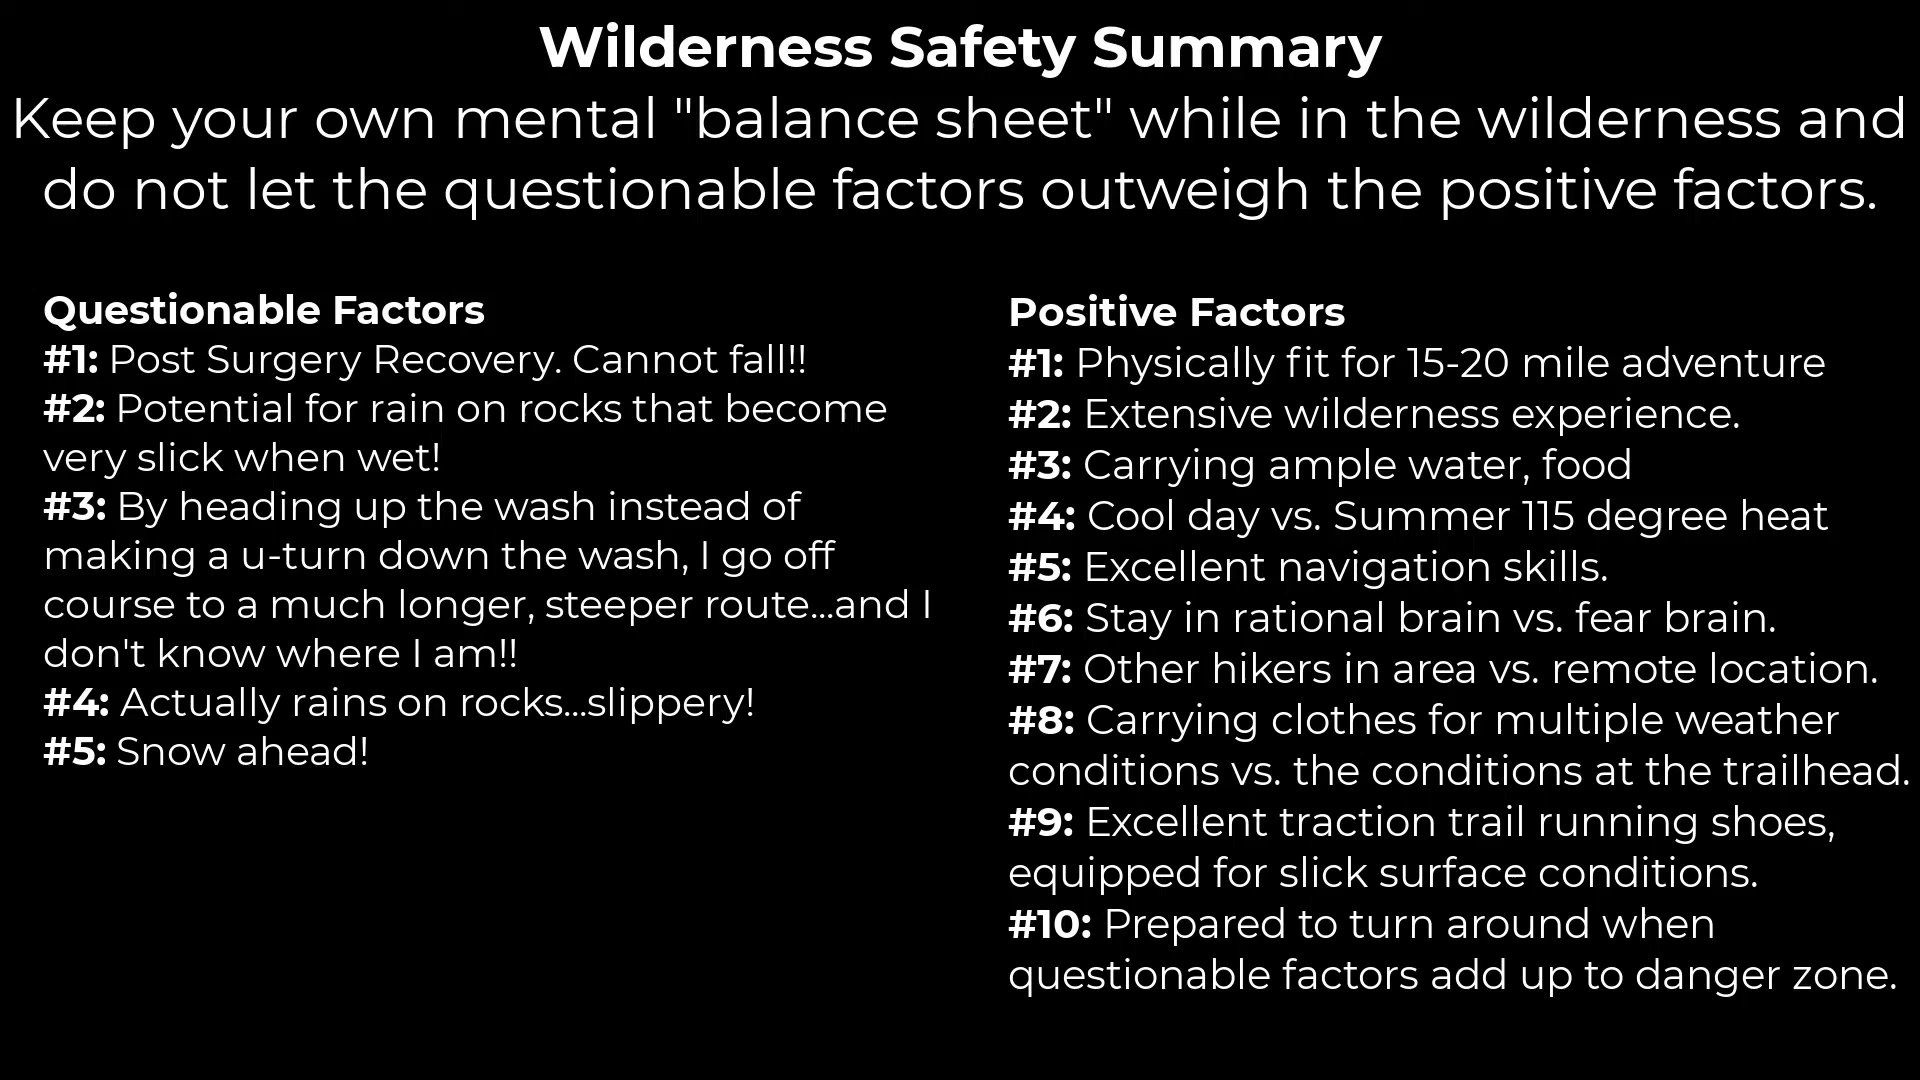 Wilderness Safety Summary
Keep your own mental "balance sheet" while in the wilderness and
do not let the questionable factors outweigh the positive factors.
Questionable Factors
#1: Post Surgery Recovery. Cannot fall!!
#2: Potential for rain on rocks that become
very slick when wet!
#3: By heading up the wash instead of
making a u-turn down the wash, I go off
course to a much longer, steeper route...and I
don't know where I am!!
#4: Actually rains on rocks...slippery!
#5: Snow ahead!
Positive Factors
#1: Physically fit for 15-20 mile adventure
#2: Extensive wilderness experience.
#3: Carrying ample water, food
#4: Cool day vs. Summer 115 degree heat
#5: Excellent navigation skills.
#6: Stay in rational brain vs. fear brain.
#7: Other hikers in area vs. remote location.
#8: Carrying clothes for multiple weather
conditions vs. the conditions at the trailhead.
#9: Excellent traction trail running shoes,
equipped for slick surface conditions.
#10: Prepared to turn around when
questionable factors add up to danger zone.